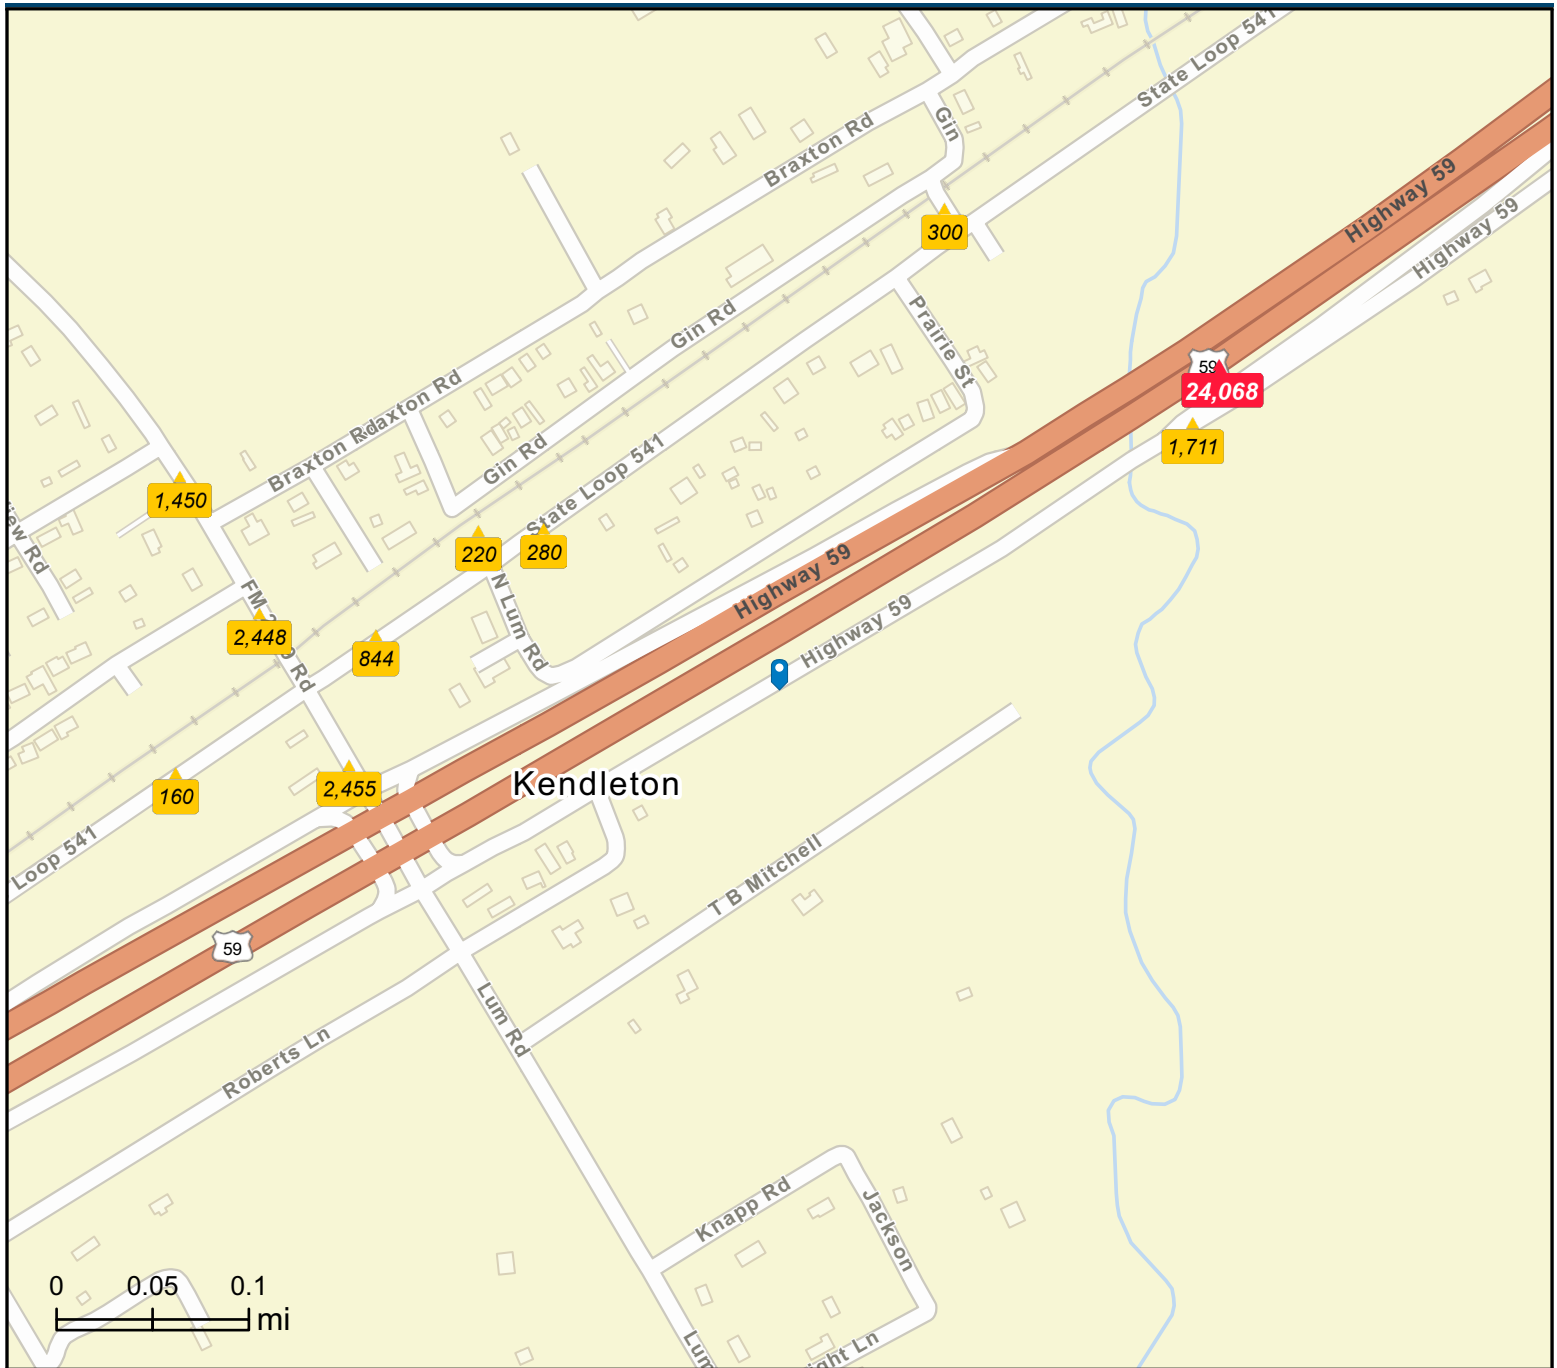 State Loop 541
Gin
Braxton Rd
Highway 59
Highway 59
300
Prairie St
Gin Rd
59
24,068
1,711
Braxton Rd
Braxton Rd
1,450
Gin Rd
State Loop 541
220
280
Highway 59
N Lum Rd
Highway 59
2,448
844
2,455
160
Kendleton
Loop 541
T B Mitchell
59
Lum Rd
Roberts Ln
Knapp Rd
Jackson
0 0.05 0.1
mi
Lum